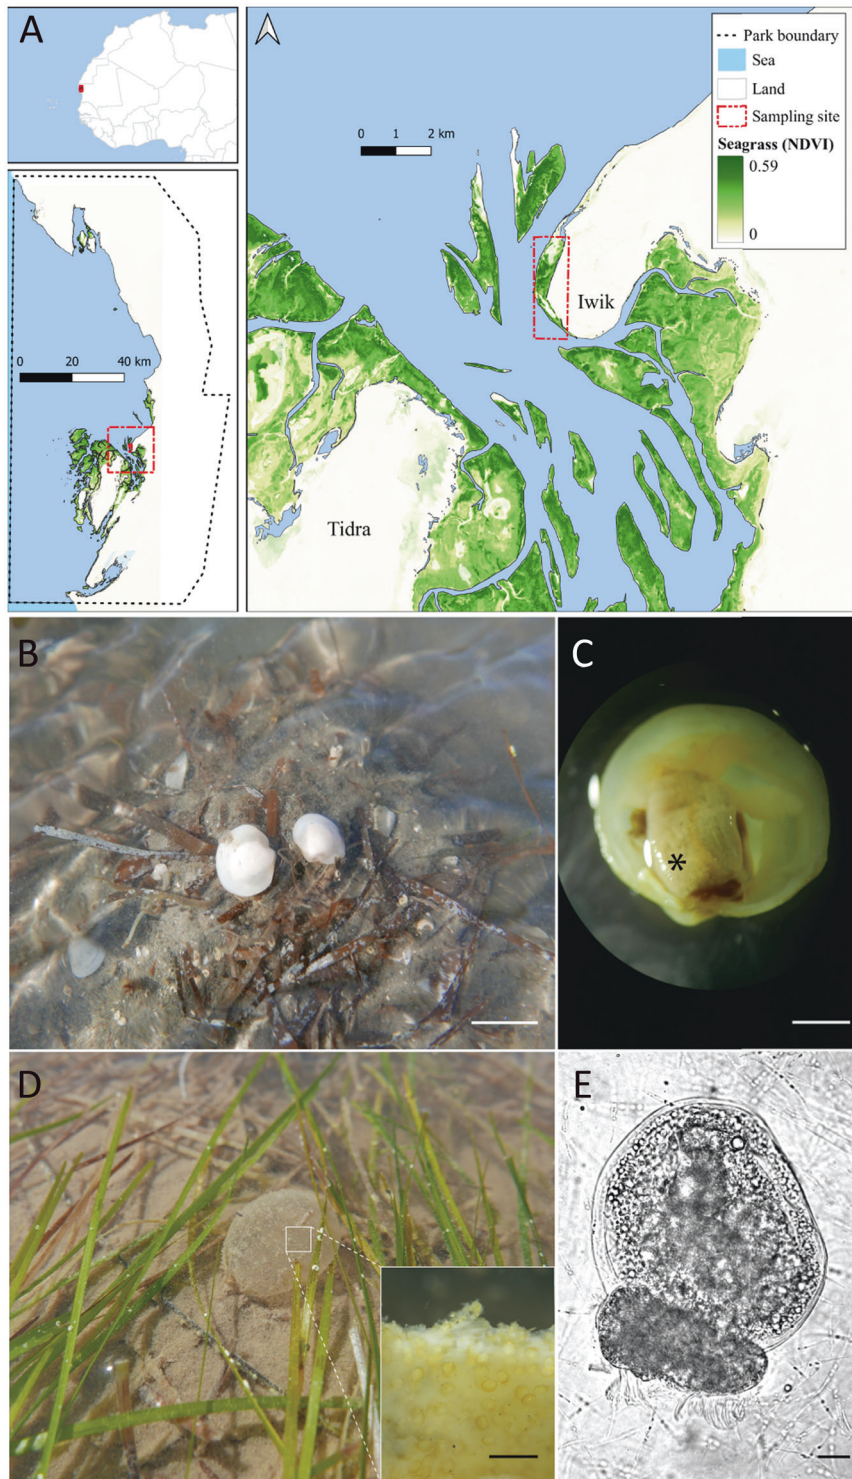 A
Park boundary
Sea
Land
Sampling site
Seagrass (NDVI)
0.59
0
0 1 2 km
Iwik
0 20 40 km
Tidra
B
C
*
D
E